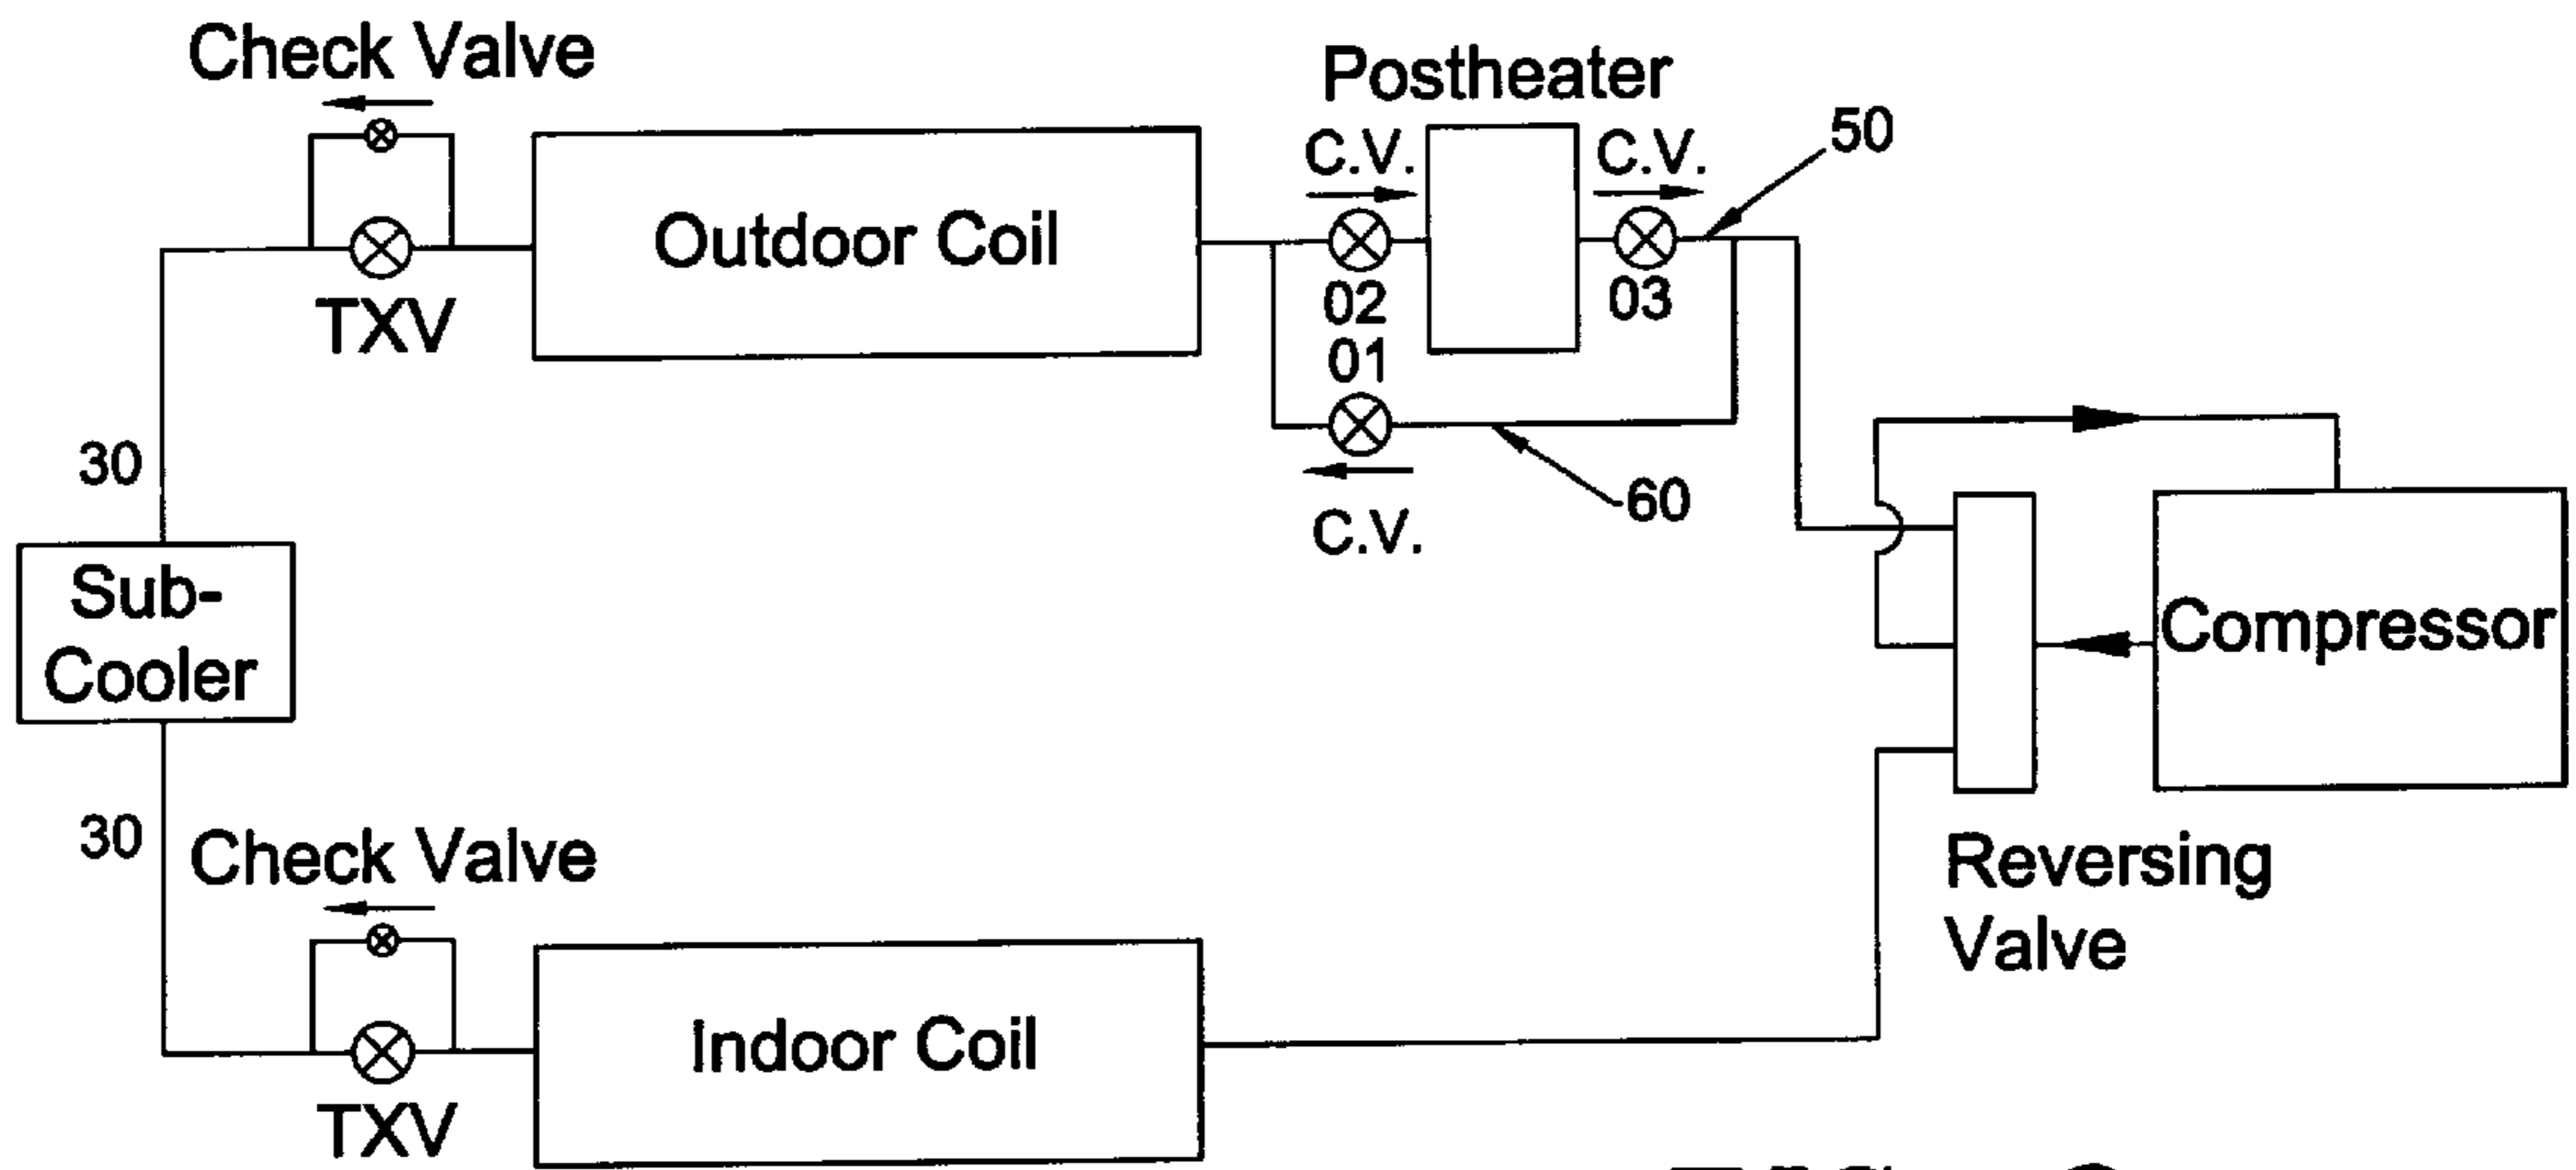 Check Valve
Postheater
C.V.
C.V.
50
Outdoor Coil
02
03
TXV
01
30
60
C.V.
Sub-
Cooler
Compressor
30
Check Valve
Reversing
Valve
Indoor Coil
TXV